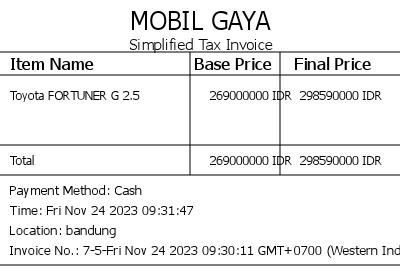 MOBIL GAYA
Simplified Tax Invoice
Item Name Base Price Final Price
Toyota FORTUNER G 2.5 269000000 IDR 298590000 IDR
Total 269000000 IDR 298590000 IDR
Payment Method: Cash
Time: Fri Nov 24 2023 09:31:47
Location: bandung
Invoice No.: 7-5-Fri Nov 24 2023 09:30:11 GMT+0700 (Western Ind